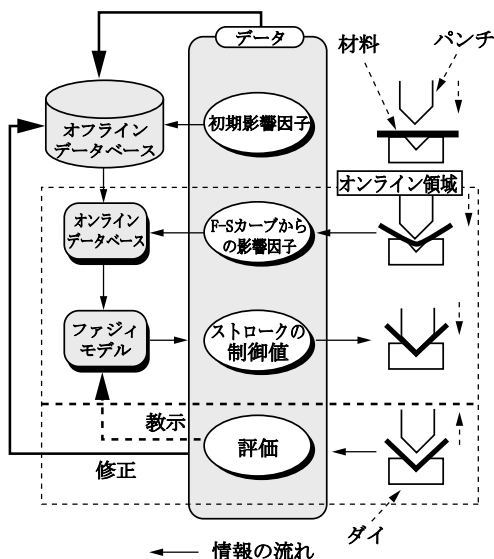 データ
材料
パンチ
オフライン
データベース
初期影響因子
オンライン領域
オンライン
データベース
F-Sカーブから
の影響因子
ファジィ
モデル
ストロークの
制御値
教示
評価
修正
ダイ
情報の流れ